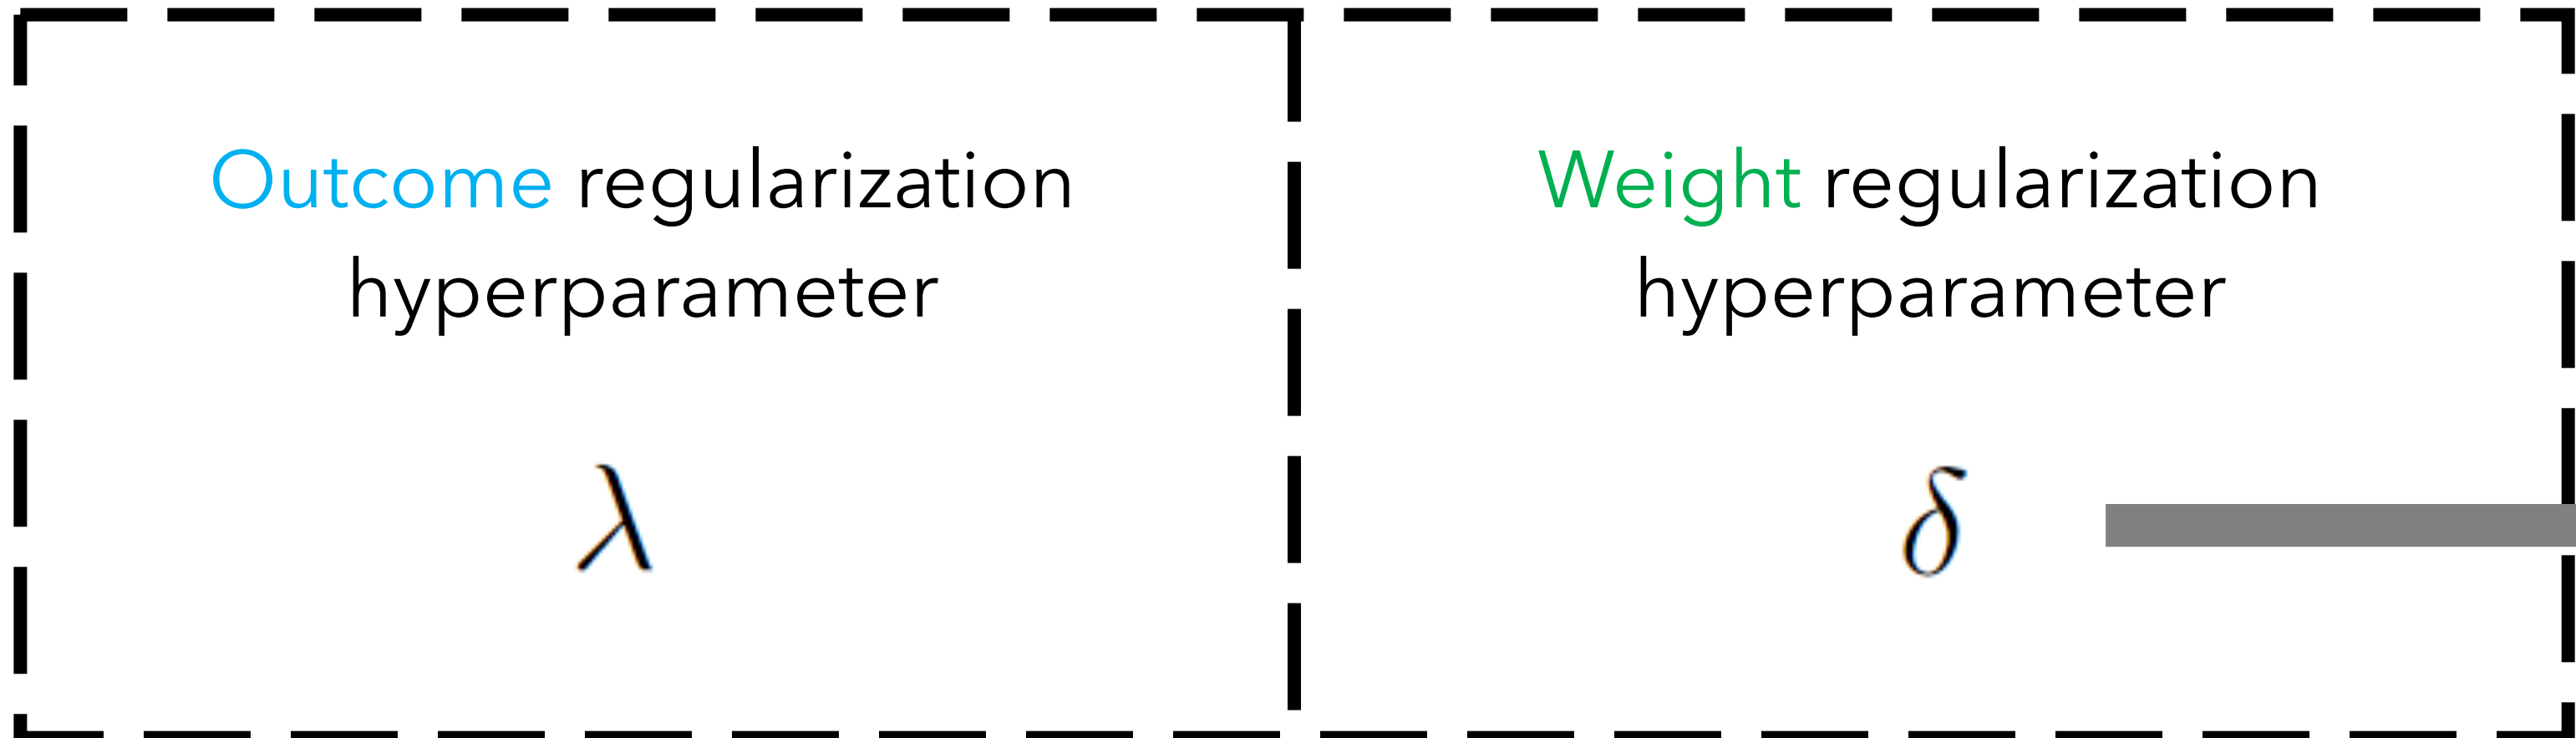 Outcome regularization
hyperparameter
λ
Weight regularization
hyperparameter
δ